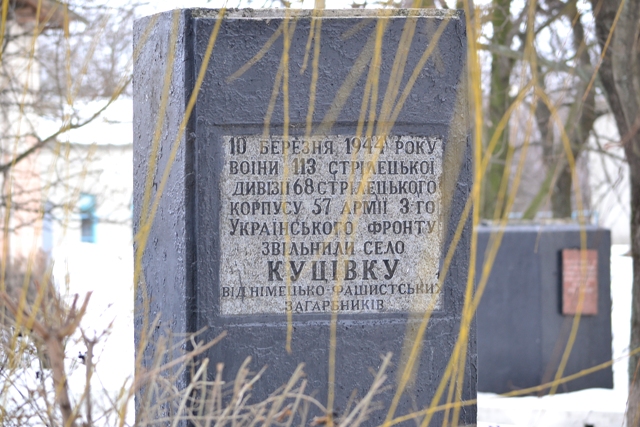 10 БЕРЕЗНЯ 1944 РОКУ
ВОІНИ 113 СТРІЛЕЦЬКОЇ
ДИВІЗІЇ 68 СТРІЛЕЦЬКОГО
КОРПУСУ 57 АРМІЇ 3-ГО
УКРАЇНСЬКОГО ФРОНТУ
ЗВІЛЬНИЛИ СЕЛО
КУЦІВКУ
ВІД НІМЕЦЬКО-ФАШИСТСЬКИХ
ЗАГАРБНИКІВ